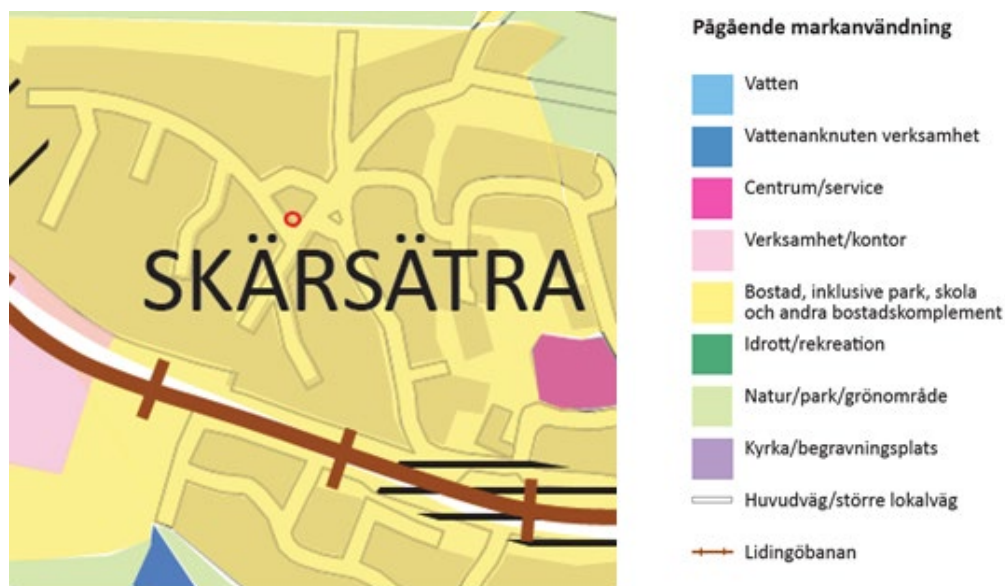 SKÄRSÄTRA
Pågående markanvändning
Vatten
Vattenanknuten verksamhet
Centrum/service
Verksamhet/kontor
Bostad, inklusive park, skola
och andra bostadskomplement
Idrott/rekreation
Natur/park/grönområde
Kyrka/begravningsplats
Huvudväg/större lokalväg
Lidingöbanan